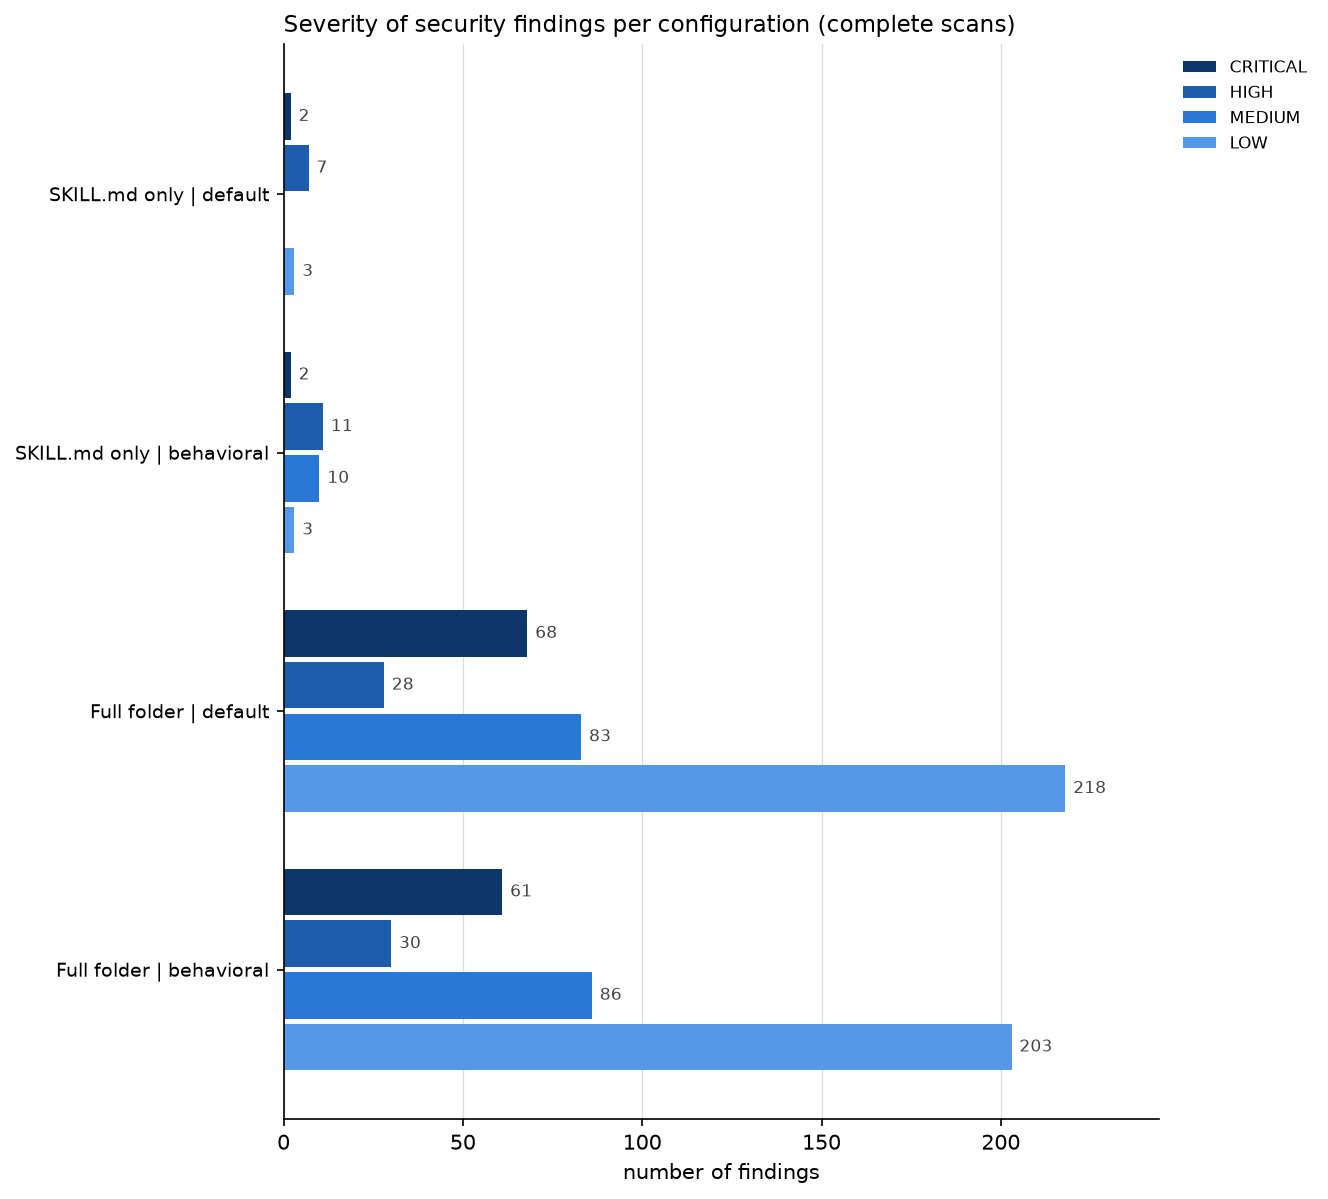 Severity of security findings per configuration (complete scans)
CRITICAL
HIGH
MEDIUM
LOW
2
7
SKILL.md only | default
3
2
11
SKILL.md only | behavioral
10
3
68
28
Full folder | default
83
218
61
30
Full folder | behavioral
86
203
0 50 100 150 200
number of findings